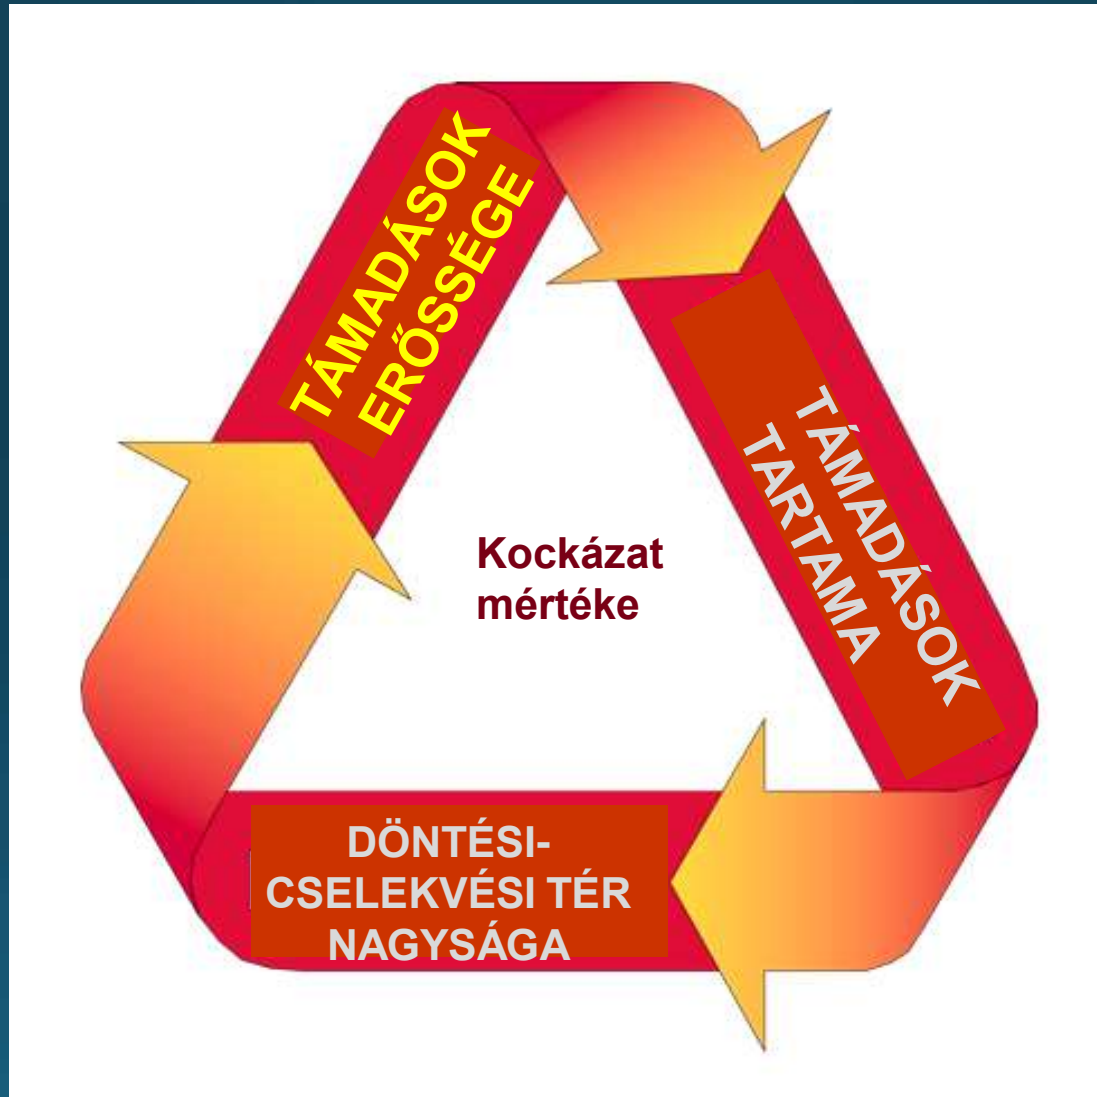 TÁMADÁSOK
ERŐSSÉGE
TÁMADÁSOK
TARTAMA
Kockázat
mértéke
DÖNTÉSI-
CSELEKVÉSI TÉR
NAGYSÁGA